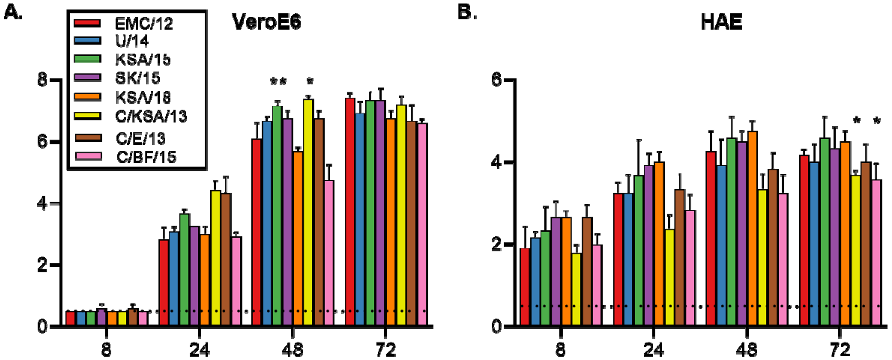 A. VeroE6
EMC/12
U/14
KSA/15
SK/15
KSA/18
C/KSA/13
C/E/13
C/BF/15
** *
8
6
4
2
0
8 24 48 72
B. HAE
* *
6
4
2
0
8 24 48 72